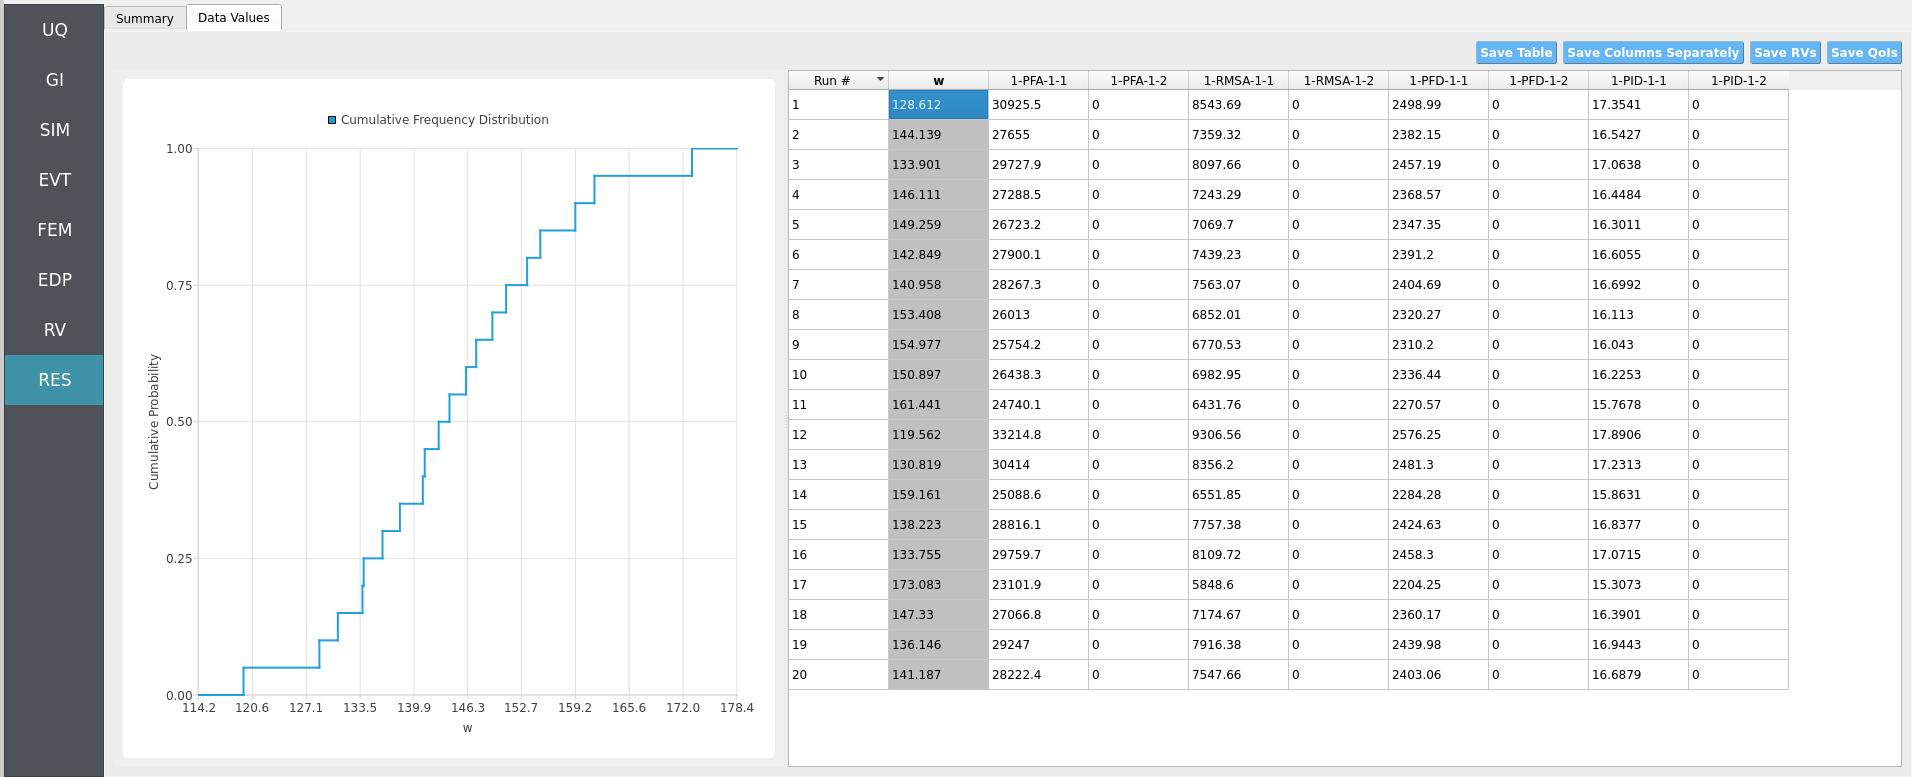 UQ
GI
SIM
EVT
FEM
EDP
RV
RES
Summary Data Values
Save Table Save Columns Separately Save RVs Save QoIs
Cumulative Frequency Distribution
1.00
0.75
0.50
0.25
0.00
Cumulative Probability
114.2 120.6 127.1 133.5 139.9 146.3 152.7 159.2 165.6 172.0 178.4
w
Run # w 1-PFA-1-1 1-PFA-1-2 1-RMSA-1-1 1-RMSA-1-2 1-PFD-1-1 1-PFD-1-2 1-PID-1-1 1-PID-1-2
1 128.612 30925.5 0 8543.69 0 2498.99 0 17.3541 0
2 144.139 27655 0 7359.32 0 2382.15 0 16.5427 0
3 133.901 29727.9 0 8097.66 0 2457.19 0 17.0638 0
4 146.111 27288.5 0 7243.29 0 2368.57 0 16.4484 0
5 149.259 26723.2 0 7069.7 0 2347.35 0 16.3011 0
6 142.849 27900.1 0 7439.23 0 2391.2 0 16.6055 0
7 140.958 28267.3 0 7563.07 0 2404.69 0 16.6992 0
8 153.408 26013 0 6852.01 0 2320.27 0 16.113 0
9 154.977 25754.2 0 6770.53 0 2310.2 0 16.043 0
10 150.897 26438.3 0 6982.95 0 2336.44 0 16.2253 0
11 161.441 24740.1 0 6431.76 0 2270.57 0 15.7678 0
12 119.562 33214.8 0 9306.56 0 2576.25 0 17.8906 0
13 130.819 30414 0 8356.2 0 2481.3 0 17.2313 0
14 159.161 25088.6 0 6551.85 0 2284.28 0 15.8631 0
15 138.223 28816.1 0 7757.38 0 2424.63 0 16.8377 0
16 133.755 29759.7 0 8109.72 0 2458.3 0 17.0715 0
17 173.083 23101.9 0 5848.6 0 2204.25 0 15.3073 0
18 147.33 27066.8 0 7174.67 0 2360.17 0 16.3901 0
19 136.146 29247 0 7916.38 0 2439.98 0 16.9443 0
20 141.187 28222.4 0 7547.66 0 2403.06 0 16.6879 0